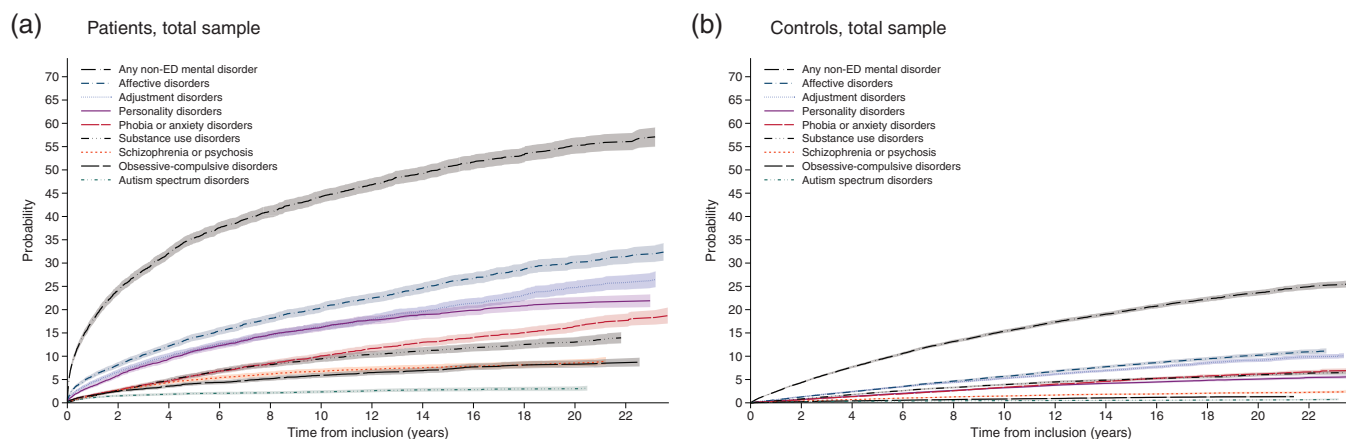 (a) Patients, total sample
Any non-ED mental disorder
Affective disorders
Adjustment disorders
Personality disorders
Phobia or anxiety disorders
Substance use disorders
Schizophrenia or psychosis
Obsessive-compulsive disorders
Autism spectrum disorders
Probability
70
65
60
55
50
45
40
35
30
25
20
15
10
5
0
0 2 4 6 8 10 12 14 16 18 20 22
Time from inclusion (years)
(b) Controls, total sample
Any non-ED mental disorder
Affective disorders
Adjustment disorders
Personality disorders
Phobia or anxiety disorders
Substance use disorders
Schizophrenia or psychosis
Obsessive-compulsive disorders
Autism spectrum disorders
Probability
70
65
60
55
50
45
40
35
30
25
20
15
10
5
0
0 2 4 6 8 10 12 14 16 18 20 22
Time from inclusion (years)